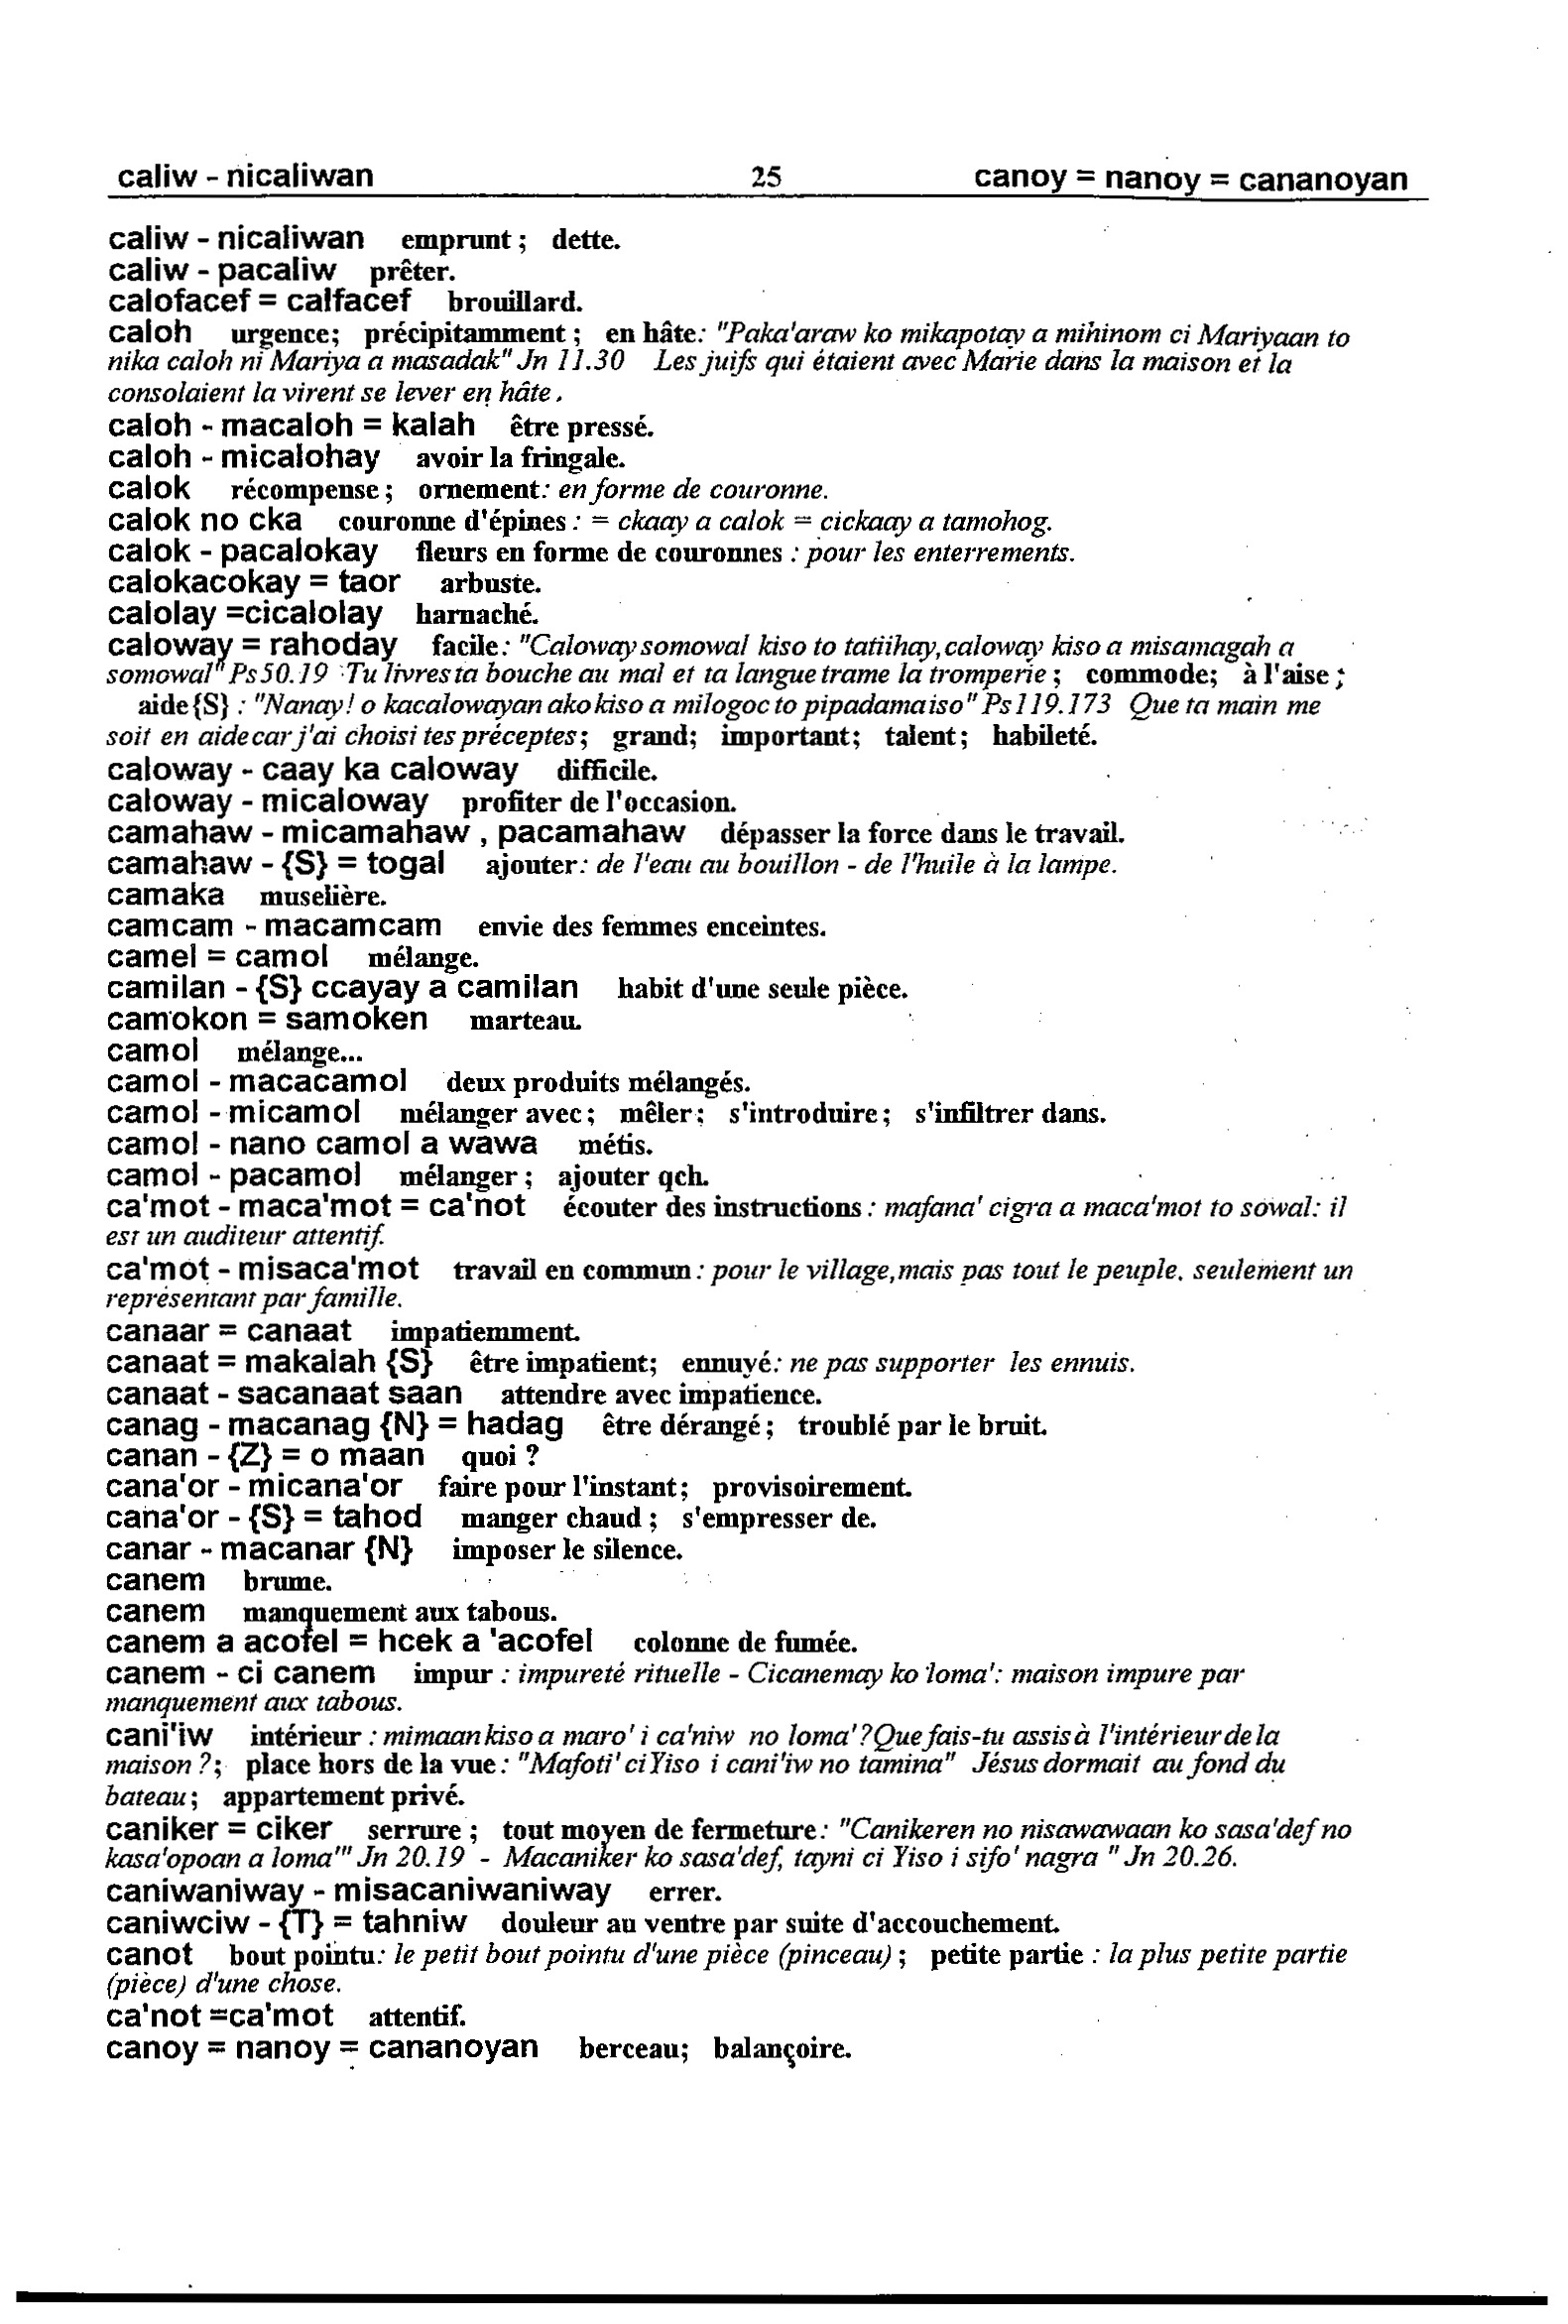 caliw - nicaliwan 25 canoy = nanoy = cananoyan
caliw - nicaliwan emprunt ; dette.
caliw - pacaliw prêter.
calofacef = calfacef brouillard.
caloh urgence; précipitamment ; en hâte: "Paka'araw ko mikapotay a mihinom ci Mariyaan to
nika caloh ni Mariya a masadak" Jn 11.30 Les juifs qui étaient avec Marie dans la maison et la
consolaient la virent se lever en hâte .
caloh - macaloh = kalah être pressé.
caloh - micalohay avoir la fringale.
calok récompense ; ornement: en forme de couronne.
calok no cka couronne d'épines : = ckaay a calok = cickaay a tamohog.
calok - pacalokay fleurs en forme de couronnes : pour les enterrements.
calokacokay = taor arbuste.
calolay =cicalolay harnaché.
caloway = rahoday facile: "Caloway somowal kiso to tatiihay, caloway kiso a misamagah a
somowal" Ps 50.19 Tu livres ta bouche au mal et ta langue trame la tromperie ; commode; à l'aise ;
aide {S} : "Nanay! o kacalowayan ako kiso a milogoc to pipadama iso" Ps 119.173 Que ta main me
soit en aide car j'ai choisi tes préceptes; grand; important; talent; habileté.
caloway - caay ka caloway difficile.
caloway - micaloway profiter de l'occasion.
camahaw - micamahaw , pacamahaw dépasser la force dans le travail.
camahaw - {S} = togal ajouter: de l'eau au bouillon - de l'huile à la lampe.
camaka muselière.
camcam - macamcam envie des femmes enceintes.
camel = camol mélange.
camilan - {S} ccayay a camilan habit d'une seule pièce.
camokon = samoken marteau.
camol mélange...
camol - macacamol deux produits mélangés.
camol - micamol mélanger avec ; mêler ; s'introduire ; s'infiltrer dans.
camol - nano camol a wawa métis.
camol - pacamol mélanger ; ajouter qch.
ca'mot - maca'mot = ca'not écouter des instructions : mafana' cigra a maca'mot to sowal: il
est un auditeur attentif.
ca'mot - misaca'mot travail en commun : pour le village, mais pas tout le peuple, seulement un
représentant par famille.
canaar = canaat impatiemment.
canaat = makalah {S} être impatient; ennuyé: ne pas supporter les ennuis.
canaat - sacanaat saan attendre avec impatience.
canag - macanag {N} = hadag être dérangé ; troublé par le bruit.
canan - {Z} = o maan quoi ?
cana'or - micana'or faire pour l'instant; provisoirement.
cana'or - {S} = tahod manger chaud ; s'empresser de.
canar - macanar {N} imposer le silence.
canem brume.
canem manquement aux tabous.
canem a acofel = hcek a 'acofel colonne de fumée.
canem - ci canem impur : impureté rituelle - Cicanemay ko loma': maison impure par
manquement aux tabous.
cani'iw intérieur : mimaan kiso a maro' i ca'niw no loma' ? Que fais-tu assis à l'intérieur de la
maison ?; place hors de la vue : "Mafoti' ci Yiso i cani'iw no tamina" Jésus dormait au fond du
bateau ; appartement privé.
caniker = ciker serrure ; tout moyen de fermeture: "Canikeren no nisawawaan ko sasa'def no
kasa'opoan a loma'" Jn 20.19 - Macaniker ko sasa'def, tayni ci Yiso i sifo' nagra " Jn 20.26.
caniwaniway - misacaniwaniway errer.
caniwciw - {T} = tahniw douleur au ventre par suite d'accouchement.
canot bout pointu: le petit bout pointu d'une pièce (pinceau) ; petite partie : la plus petite partie
(pièce) d'une chose.
ca'not =ca'mot attentif.
canoy = nanoy = cananoyan berceau; balançoire.